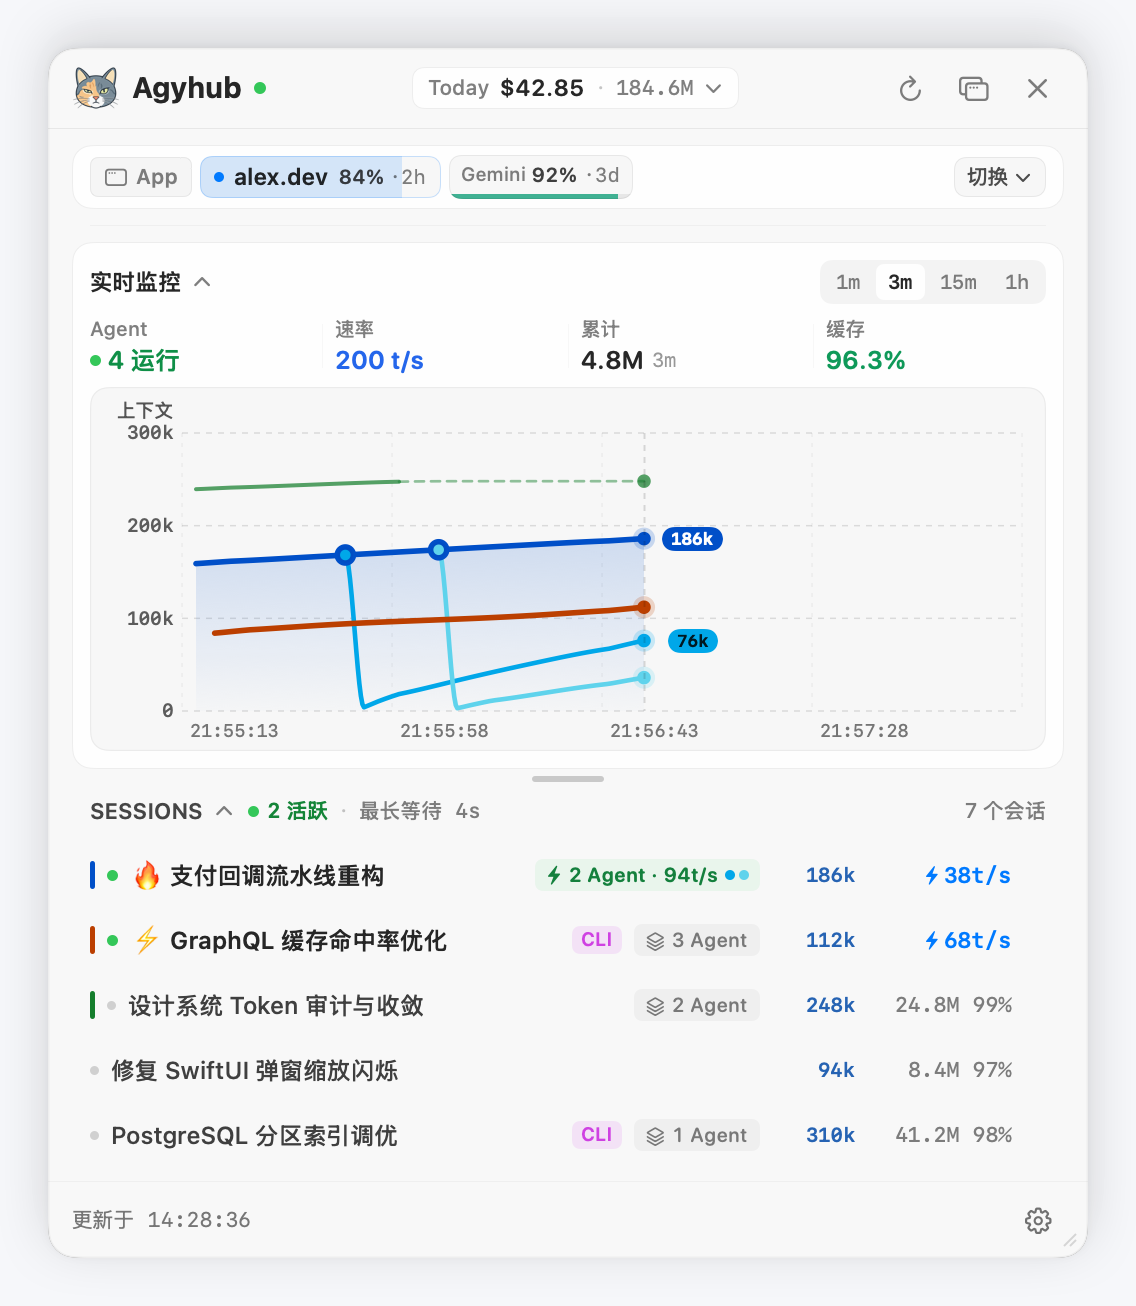 Agyhub
Today $42.85 · 184.6M
App
alex.dev 84% · 2h
Gemini 92% · 3d
切换
实时监控
1m 3m 15m 1h
Agent 速率 累计 缓存
4 运行 200 t/s 4.8M 3m 96.3%
上下文
300k
200k
186k
100k
76k
0
21:55:13 21:55:58 21:56:43 21:57:28
SESSIONS 2 活跃 · 最长等待 4s 7 个会话
🔥 支付回调流水线重构 2 Agent · 94t/s 186k 38t/s
⚡ GraphQL 缓存命中率优化 CLI 3 Agent 112k 68t/s
设计系统 Token 审计与收敛 2 Agent 248k 24.8M 99%
修复 SwiftUI 弹窗缩放闪烁 94k 8.4M 97%
PostgreSQL 分区索引调优 CLI 1 Agent 310k 41.2M 98%
更新于 14:28:36